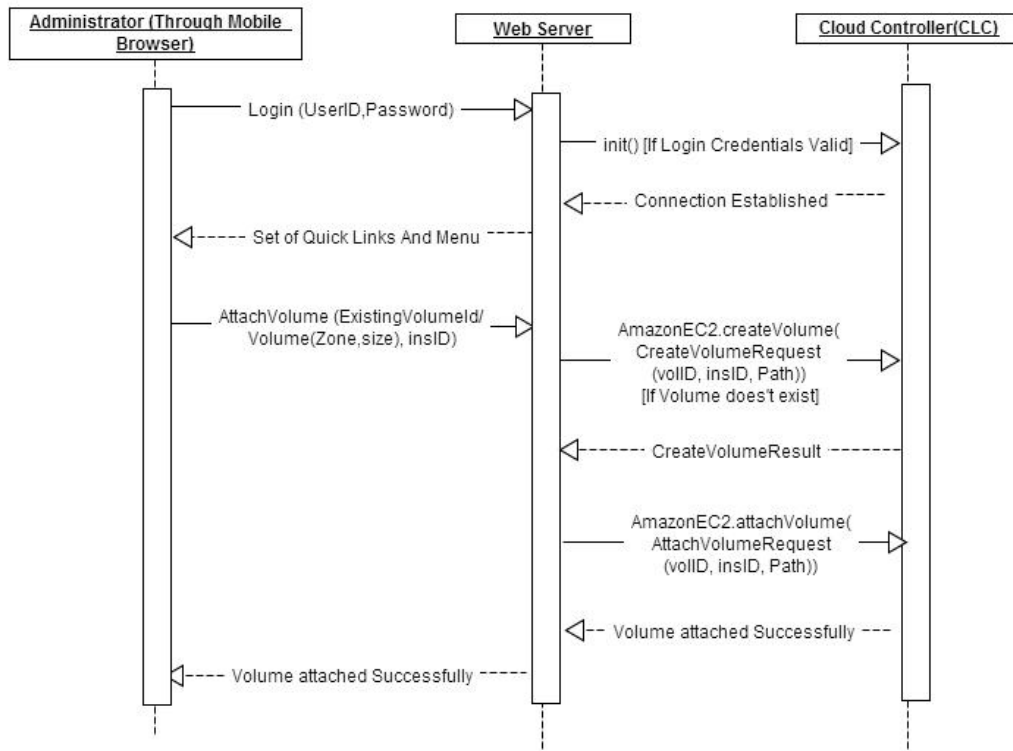 Administrator (Through Mobile
Browser)
Web Server
Cloud Controller(CLC)
Login (UserID,Password)
init() [If Login Credentials Valid]
Connection Established
Set of Quick Links And Menu
AttachVolume (ExistingVolumeId/
Volume(Zone,size), insID)
AmazonEC2.createVolume(
CreateVolumeRequest
(volID, insID, Path))
[If Volume does't exist]
CreateVolumeResult
AmazonEC2.attachVolume(
AttachVolumeRequest
(volID, insID, Path))
Volume attached Successfully
Volume attached Successfully